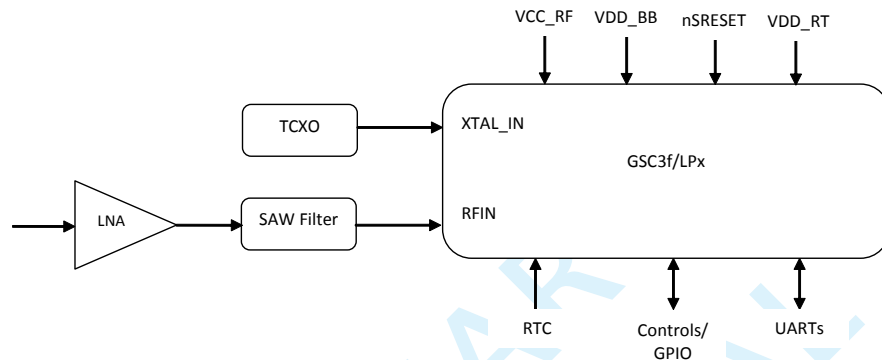 VCC_RF VDD_BB nSRESET VDD_RT
TCXO
XTAL_IN
GSC3f/LPx
LNA
SAW Filter
RFIN
RTC
Controls/
GPIO
UARTs